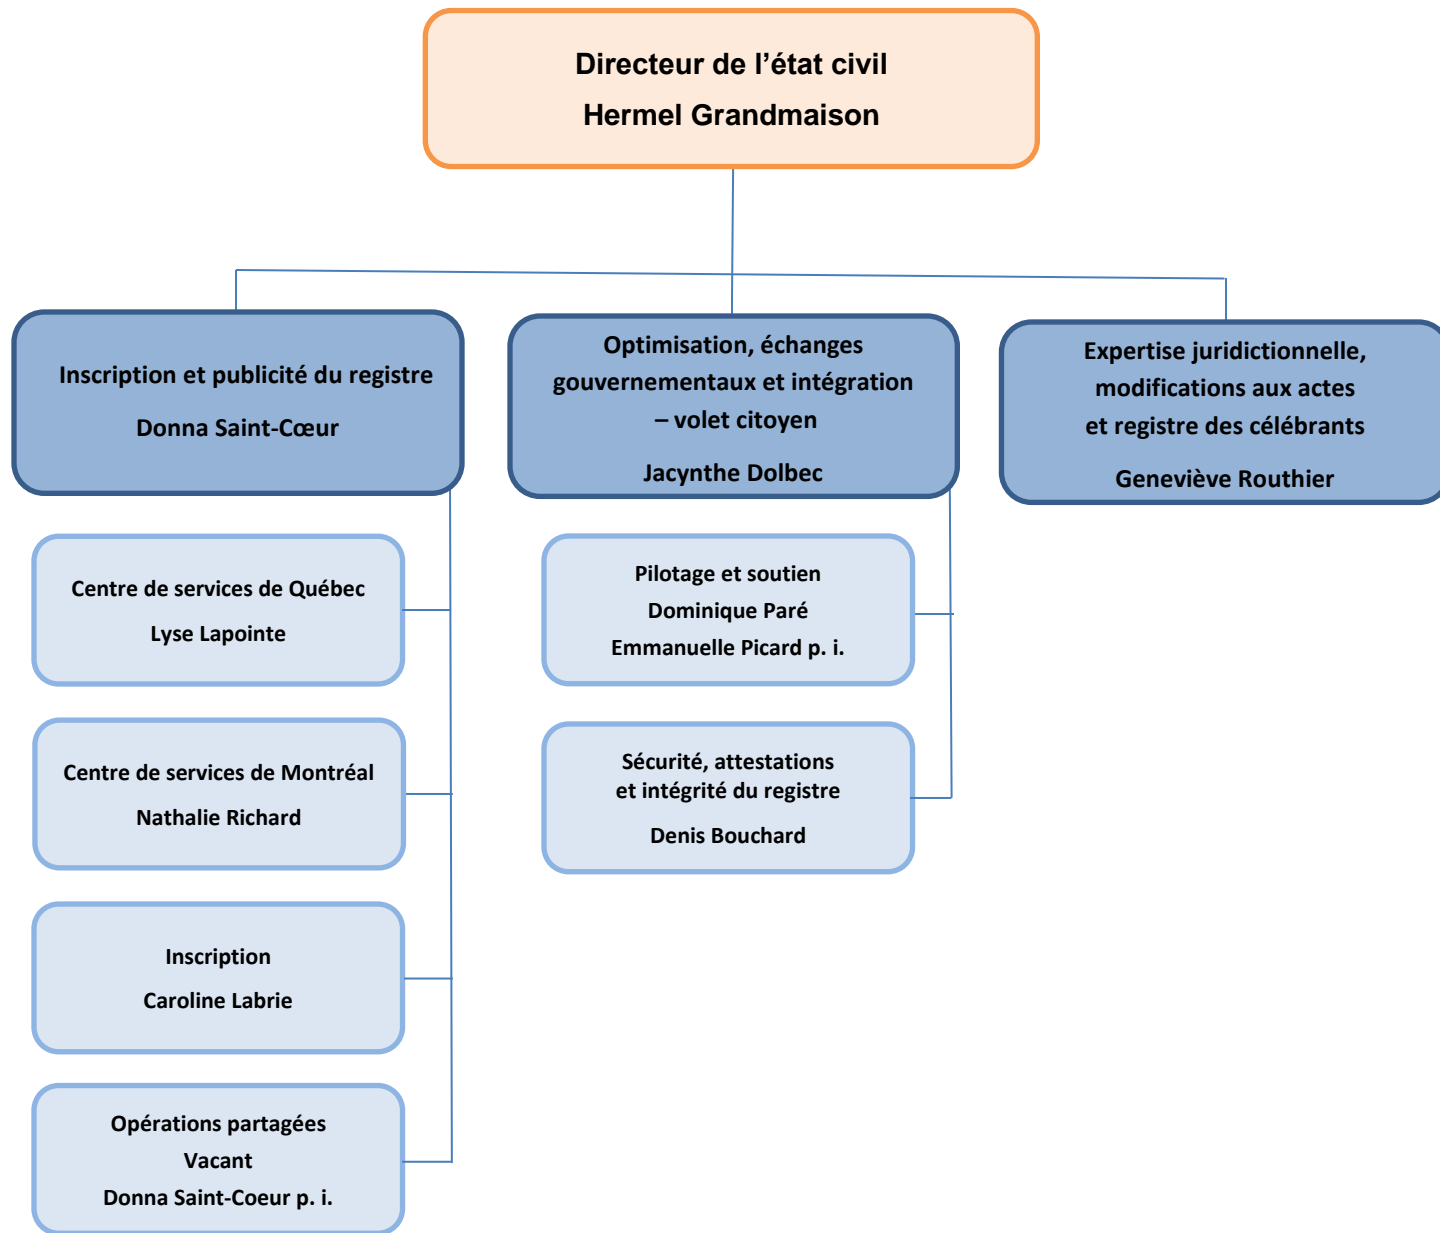 Directeur de l’état civil
Hermel Grandmaison
Inscription et publicité du registre
Donna Saint-Cœur
Optimisation, échanges
gouvernementaux et intégration
– volet citoyen
Jacynthe Dolbec
Expertise juridictionnelle,
modifications aux actes
et registre des célébrants
Geneviève Routhier
Centre de services de Québec
Lyse Lapointe
Centre de services de Montréal
Nathalie Richard
Inscription
Caroline Labrie
Opérations partagées
Vacant
Donna Saint-Coeur p. i.
Pilotage et soutien
Dominique Paré
Emmanuelle Picard p. i.
Sécurité, attestations
et intégrité du registre
Denis Bouchard